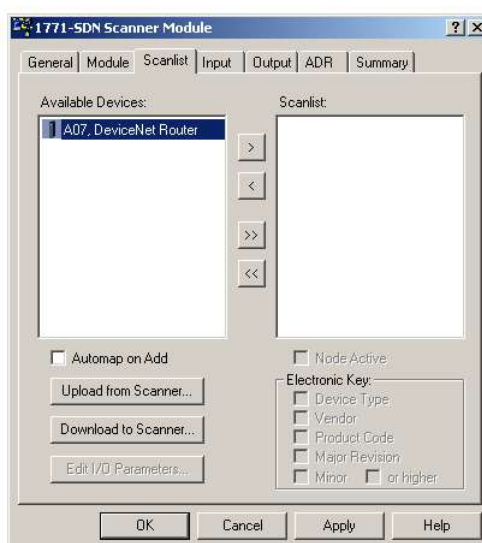 1771-SDN Scanner Module
General Module Scanlist Input Output ADR Summary
Available Devices: Scanlist:
A07, DeviceNet Router
>
<
>>
<<
Automap on Add Node Active
Upload from Scanner... Electronic Key:
Device Type
Vendor
Download to Scanner... Product Code
Major Revision
Edit I/O Parameters... Minor or higher
OK Cancel Apply Help